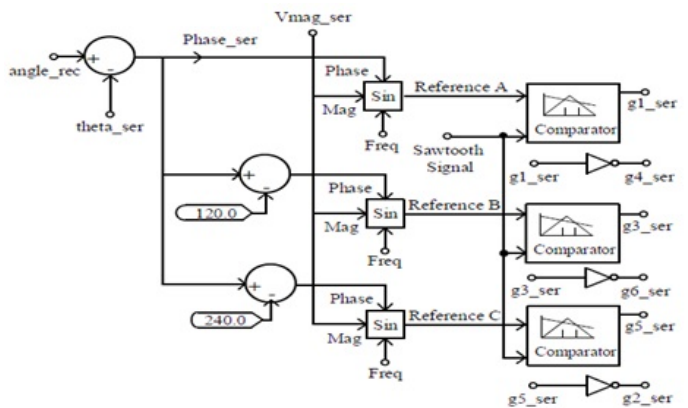 Vmag_ser
Phase_ser
angle_rec
+
-
theta_ser
Phase
Sin
Mag
Freq
Reference A
Comparator
g1_ser
Sawtooth
Signal
g1_ser
g4_ser
+
-
120.0
Phase
Sin
Mag
Freq
Reference B
Comparator
g3_ser
g3_ser
g6_ser
+
-
240.0
Phase
Sin
Mag
Freq
Reference C
Comparator
g5_ser
g5_ser
g2_ser